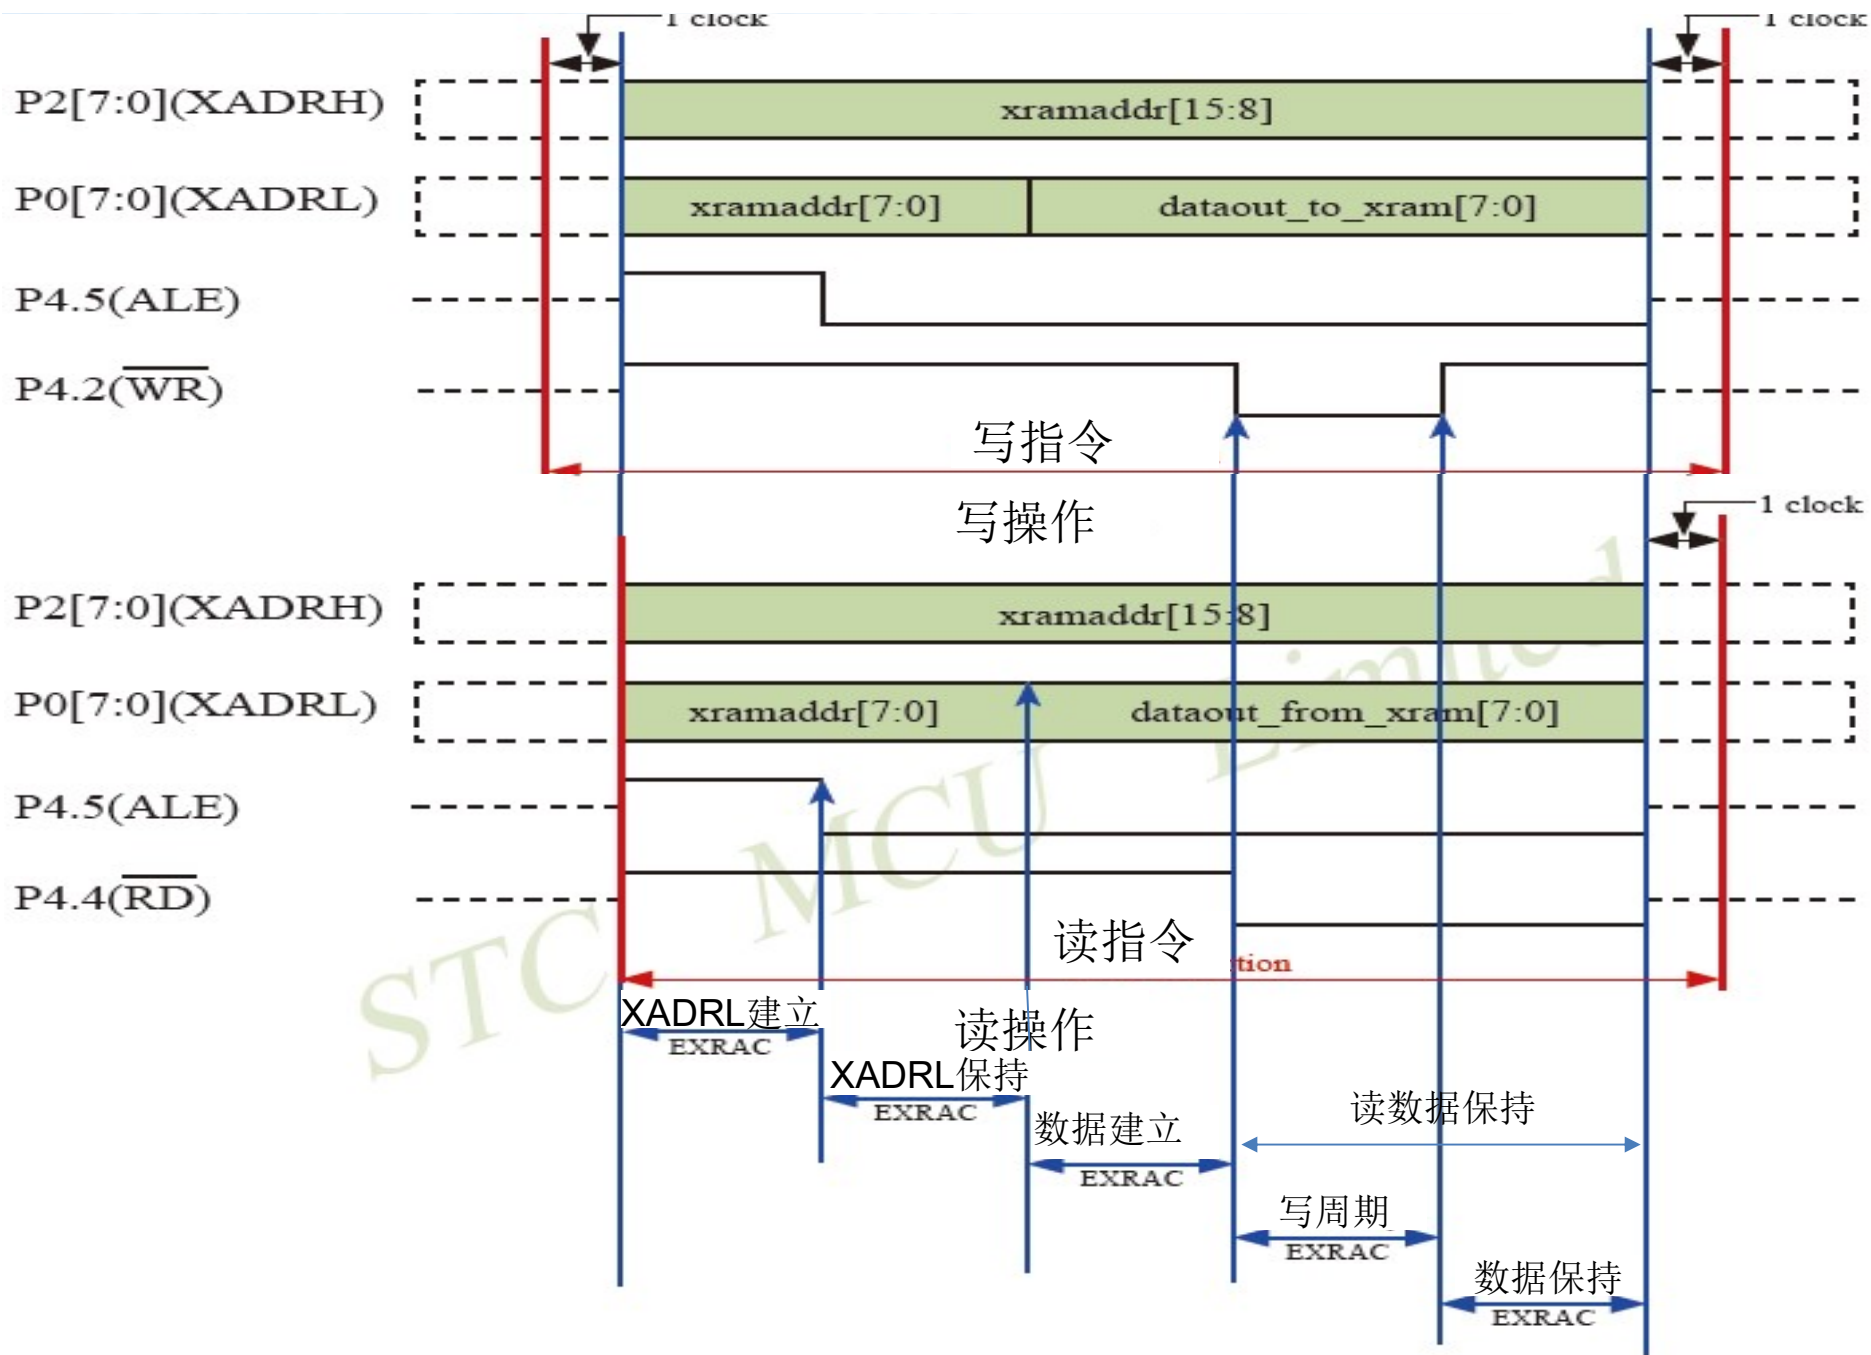 1 clock
1 clock
P2[7:0](XADRH)
xramaddr[15:8]
P0[7:0](XADRL)
xramaddr[7:0]
dataout_to_xram[7:0]
P4.5(ALE)
P4.2(WR)
写指令
写操作
1 clock
P2[7:0](XADRH)
xramaddr[15:8]
P0[7:0](XADRL)
xramaddr[7:0]
dataout_from_xram[7:0]
P4.5(ALE)
P4.4(RD)
读指令
tion
STC MCU Limited
XADRL建立
读操作
EXRAC
XADRL保持
EXRAC
数据建立
读数据保持
EXRAC
写周期
EXRAC
数据保持
EXRAC